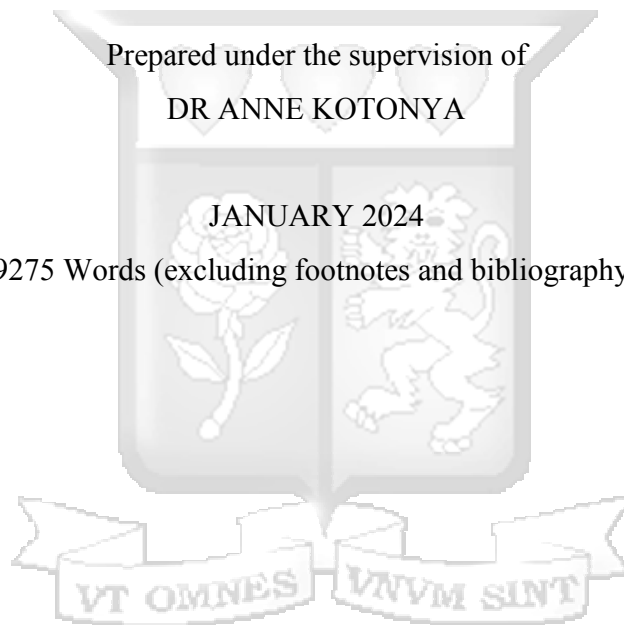 Prepared under the supervision of
DR ANNE KOTONYA
JANUARY 2024
9275 Words (excluding footnotes and bibliography
VT OMNES VNVM SINT